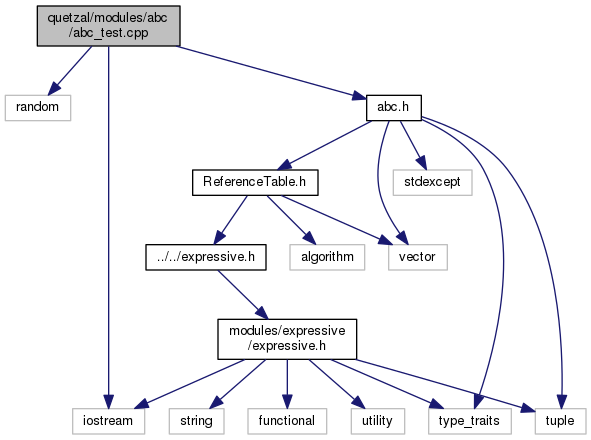 quetzal/modules/abc
/abc_test.cpp
random
abc.h
ReferenceTable.h
stdexcept
../../expressive.h
algorithm
vector
modules/expressive
/expressive.h
iostream
string
functional
utility
type_traits
tuple